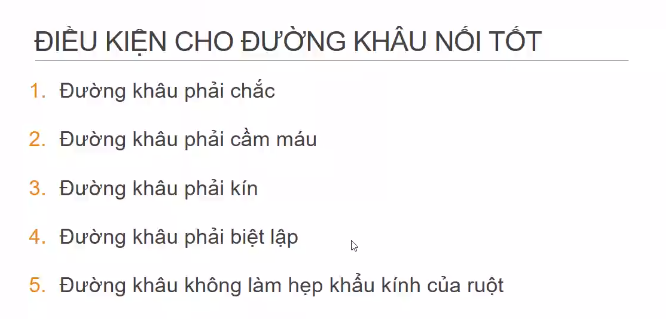 ĐIỀU KIỆN CHO ĐƯỜNG KHÂU NỐI TỐT
1. Đường khâu phải chắc
2. Đường khâu phải cầm máu
3. Đường khâu phải kín
4. Đường khâu phải biệt lập
5. Đường khâu không làm hẹp khẩu kính của ruột